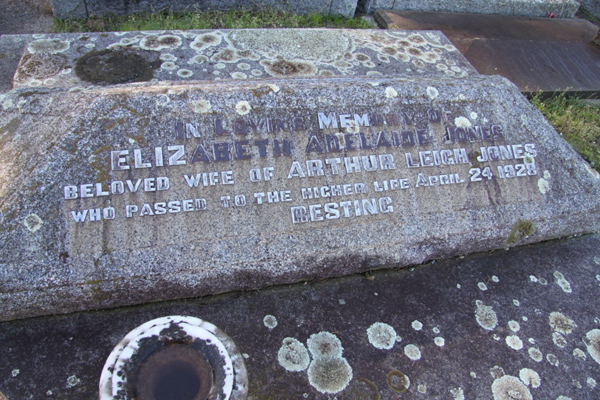 IN LOVING MEMORY OF
ELIZABETH ADELAIDE JONES
BELOVED WIFE OF ARTHUR LEIGH JONES
WHO PASSED TO THE HIGHER LIFE APRIL 24, 1928
RESTING